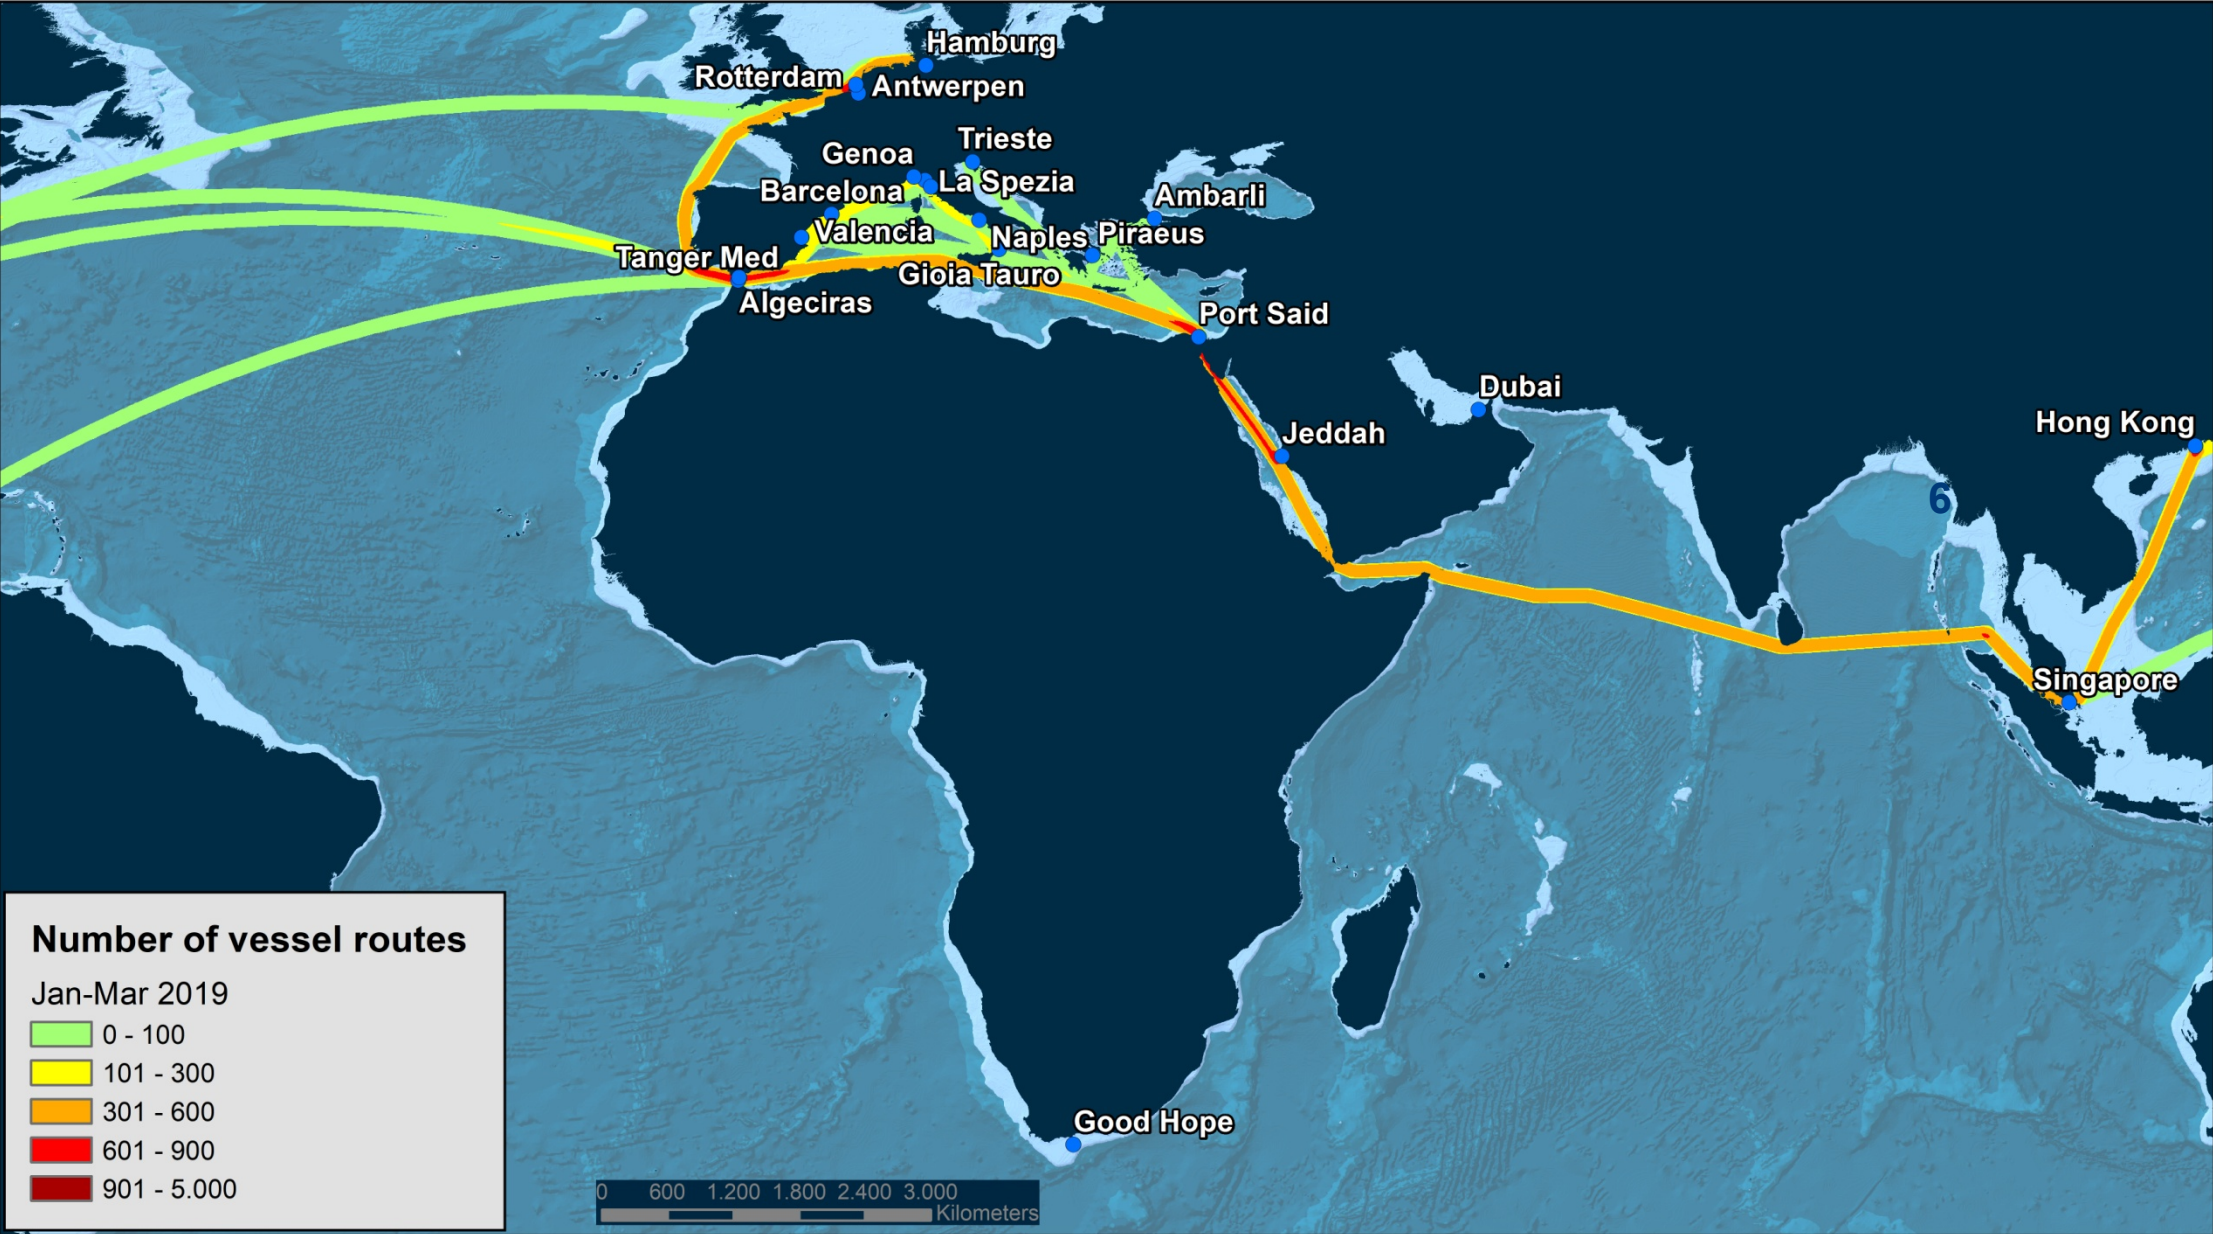 Hamburg
Rotterdam
Antwerpen
Trieste
Genoa
La Spezia
Barcelona
Ambarli
Valencia
Naples
Piraeus
Tanger Med
Gioia Tauro
Algeciras
Port Said
Dubai
Hong Kong
Jeddah
6
Singapore
Good Hope
Number of vessel routes
Jan-Mar 2019
0 - 100
101 - 300
301 - 600
601 - 900
901 - 5.000
0 600 1.200 1.800 2.400 3.000
Kilometers